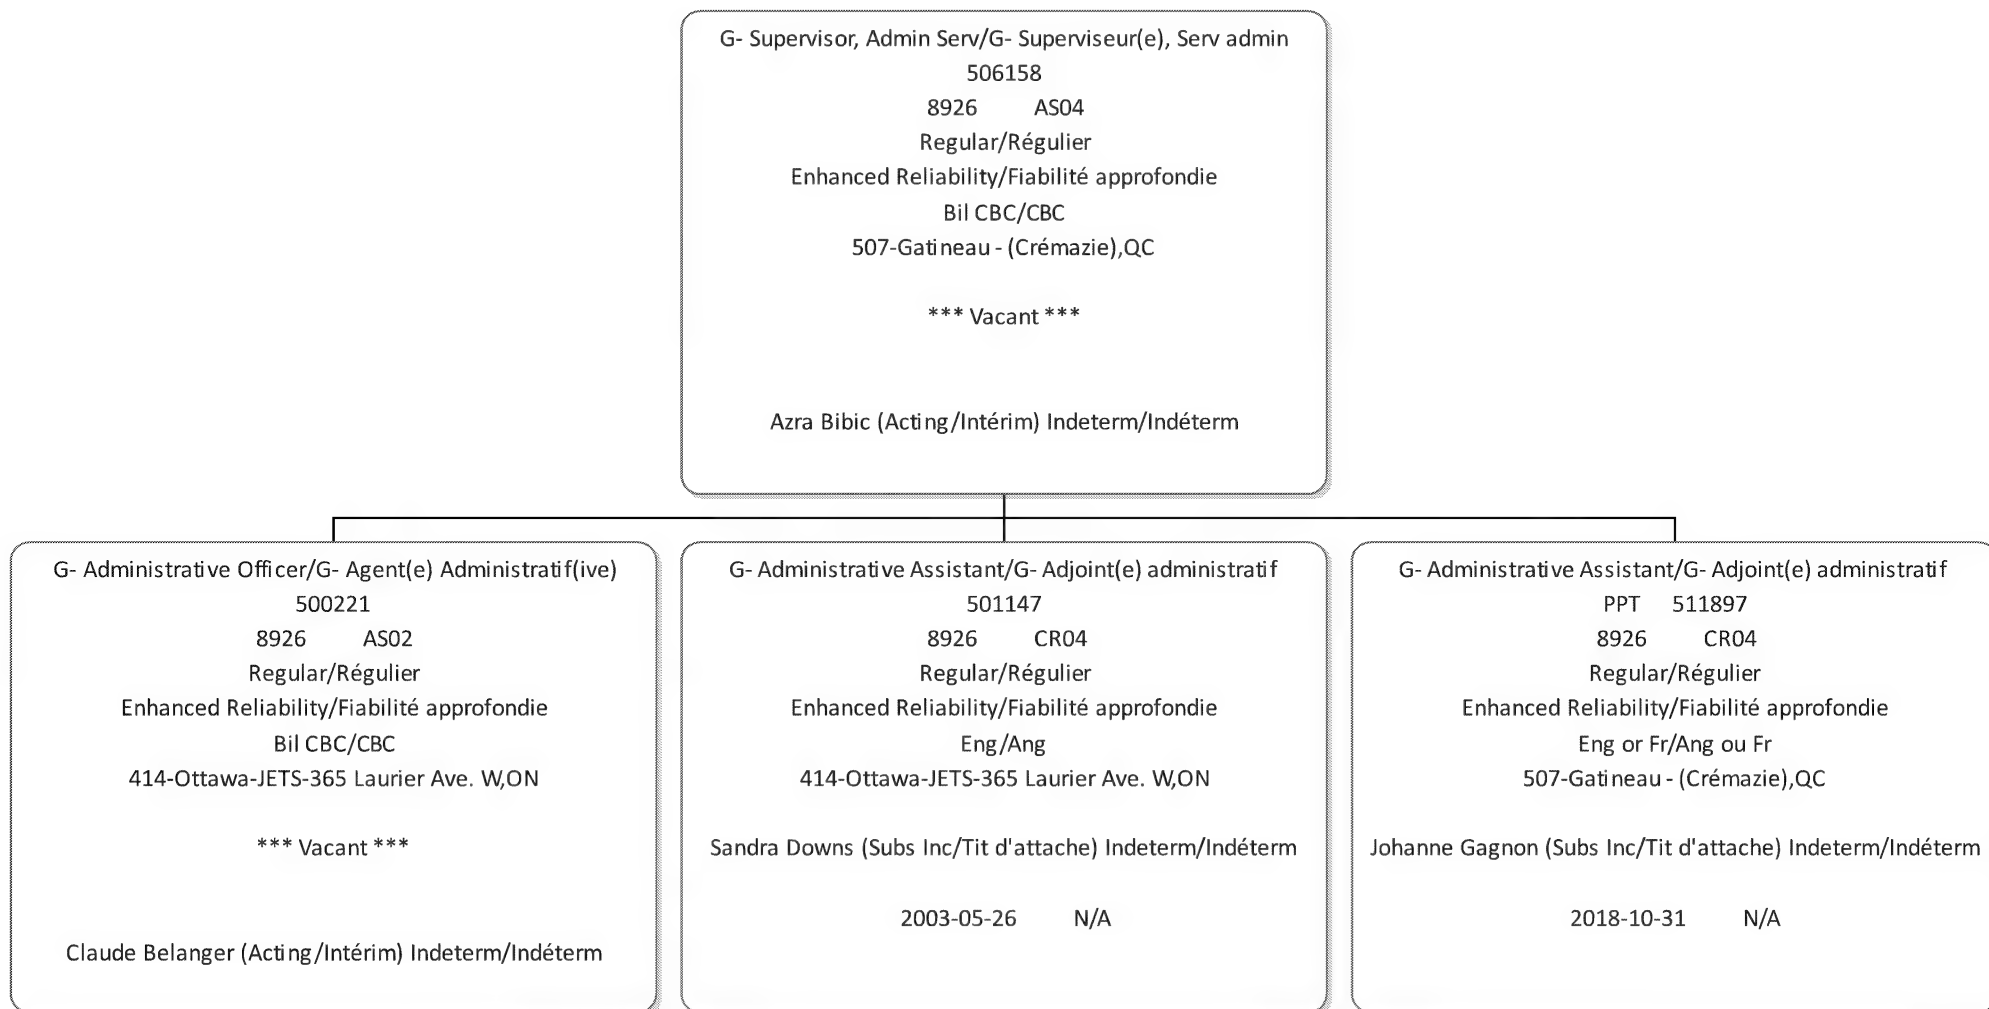 G- Supervisor, Admin Serv/G- Superviseur(e), Serv admin
506158
8926 AS04
Regular/Régulier
Enhanced Reliability/Fiabilité approfondie
Bil CBC/CBC
507-Gatineau - (Crémazie),QC
*** Vacant ***
Azra Bibic (Acting/Intérim) Indeterm/Indéterm
G- Administrative Officer/G- Agent(e) Administratif(ive)
500221
8926 AS02
Regular/Régulier
Enhanced Reliability/Fiabilité approfondie
Bil CBC/CBC
414-Ottawa-JETS-365 Laurier Ave. W,ON
*** Vacant ***
Claude Belanger (Acting/Intérim) Indeterm/Indéterm
G- Administrative Assistant/G- Adjoint(e) administratif
501147
8926 CR04
Regular/Régulier
Enhanced Reliability/Fiabilité approfondie
Eng/Ang
414-Ottawa-JETS-365 Laurier Ave. W,ON
Sandra Downs (Subs Inc/Tit d'attache) Indeterm/Indéterm
2003-05-26 N/A
G- Administrative Assistant/G- Adjoint(e) administratif
PPT 511897
8926 CR04
Regular/Régulier
Enhanced Reliability/Fiabilité approfondie
Eng or Fr/Ang ou Fr
507-Gatineau - (Crémazie),QC
Johanne Gagnon (Subs Inc/Tit d'attache) Indeterm/Indéterm
2018-10-31 N/A